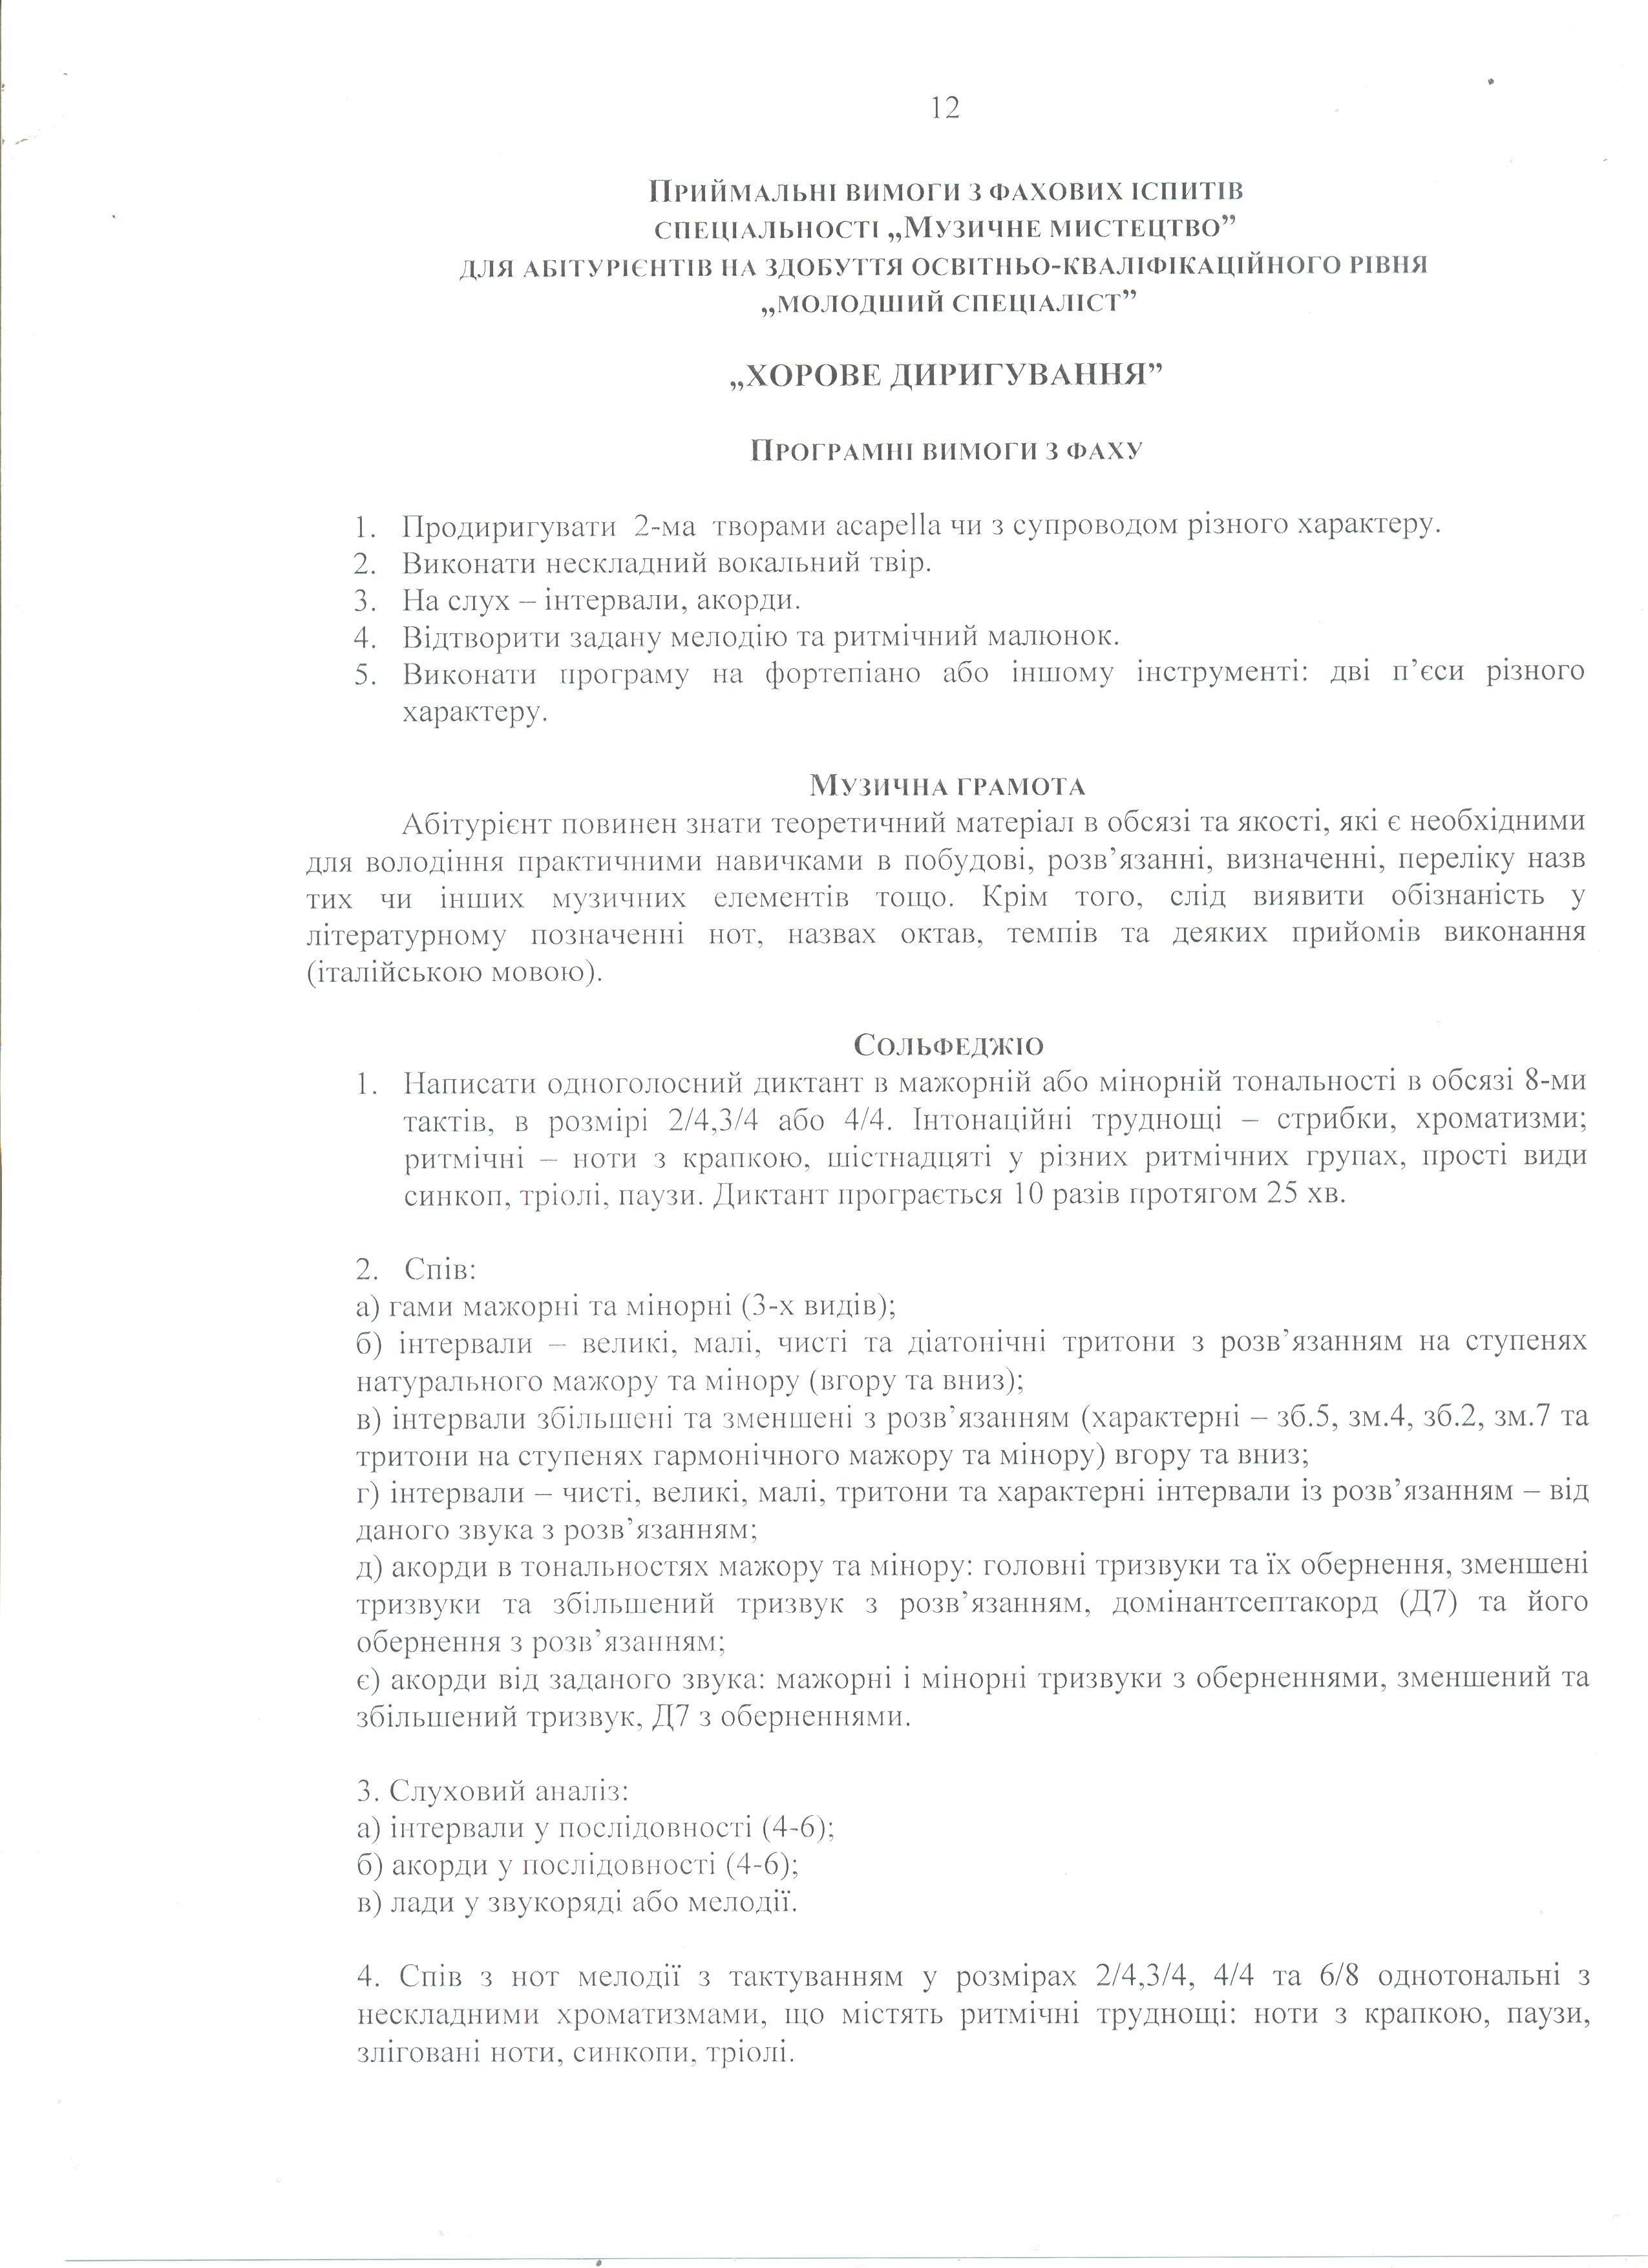 12
ПРИЙМАЛЬНІ ВИМОГИ З ФАХОВИХ ІСПИТІВ
СПЕЦІАЛЬНОСТІ „МУЗИЧНЕ МИСТЕЦТВО”
ДЛЯ АБІТУРІЄНТІВ НА ЗДОБУТТЯ ОСВІТНЬО-КВАЛІФІКАЦІЙНОГО РІВНЯ
„МОЛОДШИЙ СПЕЦІАЛІСТ”
„ХОРОВЕ ДИРИГУВАННЯ”
ПРОГРАМНІ ВИМОГИ З ФАХУ
1. Продиригувати 2-ма творами acapella чи з супроводом різного характеру.
2. Виконати нескладний вокальний твір.
3. На слух – інтервали, акорди.
4. Відтворити задану мелодію та ритмічний малюнок.
5. Виконати програму на фортепіано або іншому інструменті: дві п’єси різного
характеру.
МУЗИЧНА ГРАМОТА
Абітурієнт повинен знати теоретичний матеріал в обсязі та якості, які є необхідними
для володіння практичними навичками в побудові, розв’язанні, визначенні, переліку назв
тих чи інших музичних елементів тощо. Крім того, слід виявити обізнаність у
літературному позначенні нот, назвах октав, темпів та деяких прийомів виконання
(італійською мовою).
СОЛЬФЕДЖІО
1. Написати одноголосний диктант в мажорній або мінорній тональності в обсязі 8-ми
тактів, в розмірі 2/4,3/4 або 4/4. Інтонаційні труднощі – стрибки, хроматизми;
ритмічні – ноти з крапкою, шістнадцяті у різних ритмічних групах, прості види
синкоп, тріолі, паузи. Диктант програється 10 разів протягом 25 хв.
2. Спів:
а) гами мажорні та мінорні (3-х видів);
б) інтервали – великі, малі, чисті та діатонічні тритони з розв’язанням на ступенях
натурального мажору та мінору (вгору та вниз);
в) інтервали збільшені та зменшені з розв’язанням (характерні – зб.5, зм.4, зб.2, зм.7 та
тритони на ступенях гармонічного мажору та мінору) вгору та вниз;
г) інтервали – чисті, великі, малі, тритони та характерні інтервали із розв’язанням – від
даного звука з розв’язанням;
д) акорди в тональностях мажору та мінору: головні тризвуки та їх обернення, зменшені
тризвуки та збільшений тризвук з розв’язанням, домінантсептакорд (Д7) та його
обернення з розв’язанням;
є) акорди від заданого звука: мажорні і мінорні тризвуки з оберненнями, зменшений та
збільшений тризвук, Д7 з оберненнями.
3. Слуховий аналіз:
а) інтервали у послідовності (4-6);
б) акорди у послідовності (4-6);
в) лади у звукоряді або мелодії.
4. Спів з нот мелодії з тактуванням у розмірах 2/4,3/4, 4/4 та 6/8 однотональні з
нескладними хроматизмами, що містять ритмічні труднощі: ноти з крапкою, паузи,
зліговані ноти, синкопи, тріолі.